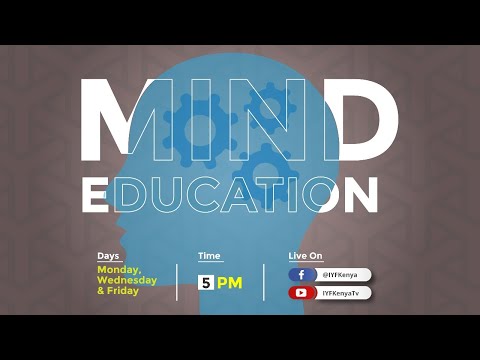 MIND
EDUCATION
Days
Monday,
Wednesday
& Friday
Time
5 PM
Live On
@IYFKenya
IYFKenyaTv